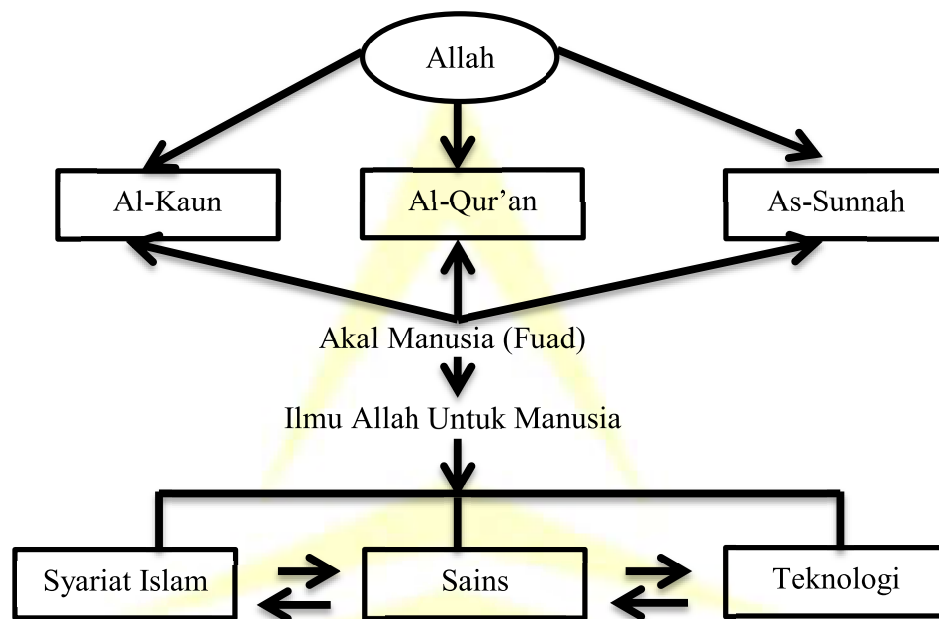 Allah
Al-Kaun
Al-Qur’an
As-Sunnah
Akal Manusia (Fuad)
Ilmu Allah Untuk Manusia
Syariat Islam
Sains
Teknologi